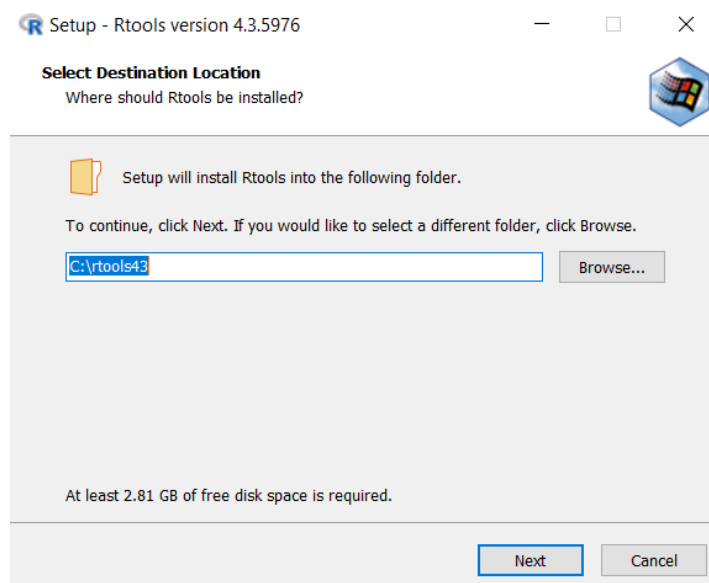 Setup - Rtools version 4.3.5976
Select Destination Location
Where should Rtools be installed?
Setup will install Rtools into the following folder.
To continue, click Next. If you would like to select a different folder, click Browse.
C:\rtools43
Browse...
At least 2.81 GB of free disk space is required.
Next
Cancel